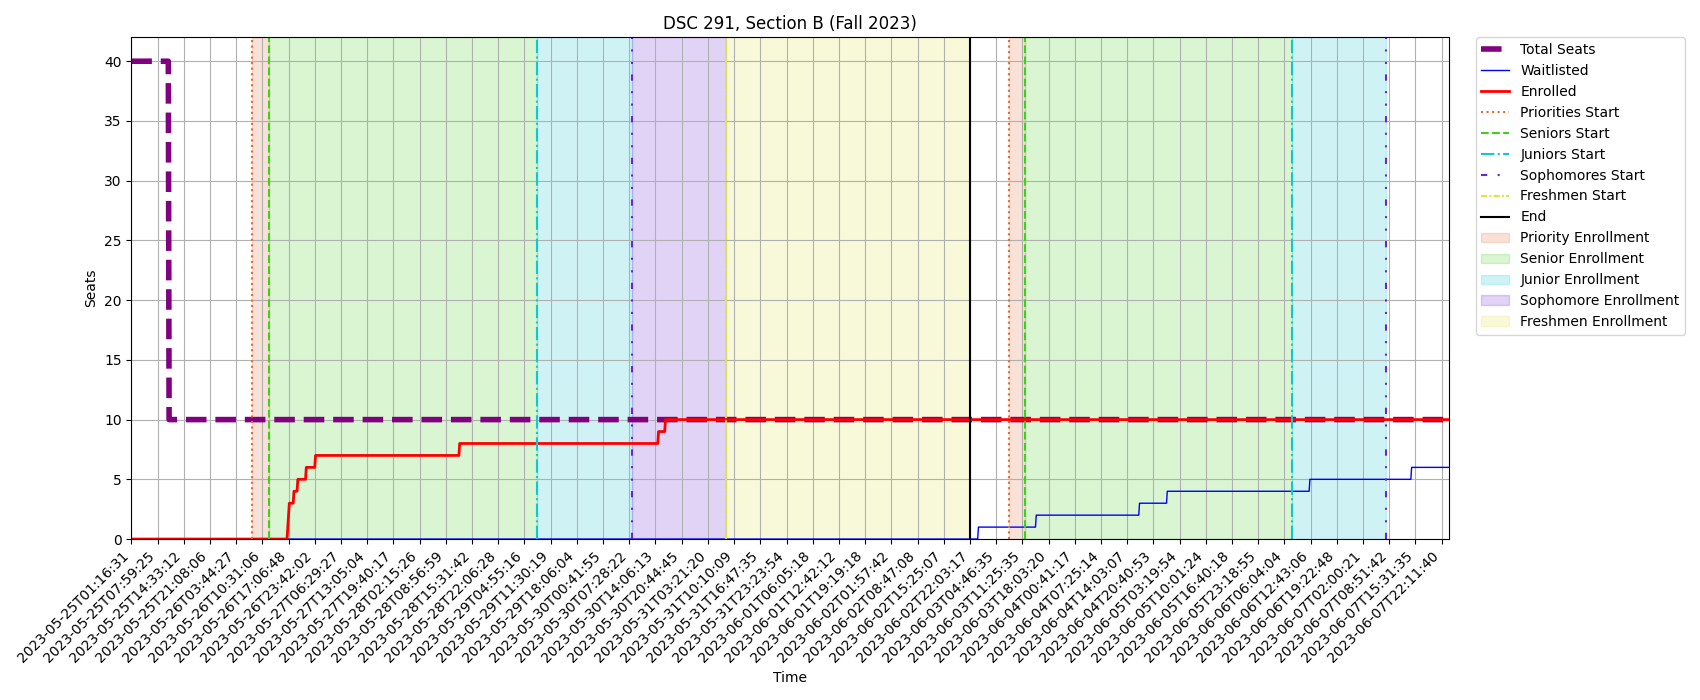 DSC 291, Section B (Fall 2023)
40
35
30
25
20
15
10
5
0
Seats
2023-05-25T01:16:31
2023-05-25T07:59:25
2023-05-25T14:33:12
2023-05-25T21:08:06
2023-05-26T03:44:27
2023-05-26T10:31:06
2023-05-26T17:06:48
2023-05-26T23:42:02
2023-05-27T06:29:27
2023-05-27T13:05:04
2023-05-27T19:40:17
2023-05-28T02:15:26
2023-05-28T08:56:59
2023-05-28T15:31:42
2023-05-28T22:06:28
2023-05-29T04:55:16
2023-05-29T11:30:19
2023-05-29T18:06:04
2023-05-30T00:41:55
2023-05-30T07:28:22
2023-05-30T14:06:13
2023-05-30T20:44:45
2023-05-31T03:21:20
2023-05-31T10:10:09
2023-05-31T16:47:35
2023-05-31T23:23:54
2023-06-01T06:05:18
2023-06-01T12:42:12
2023-06-01T19:19:18
2023-06-02T01:57:42
2023-06-02T08:47:08
2023-06-02T15:25:07
2023-06-02T22:03:17
2023-06-03T04:46:35
2023-06-03T11:25:35
2023-06-03T18:03:20
2023-06-04T00:41:17
2023-06-04T07:25:14
2023-06-04T14:03:07
2023-06-04T20:40:53
2023-06-05T03:19:54
2023-06-05T10:01:24
2023-06-05T16:40:18
2023-06-05T23:18:55
2023-06-06T06:04:04
2023-06-06T12:43:06
2023-06-06T19:22:48
2023-06-07T02:00:21
2023-06-07T08:51:42
2023-06-07T15:31:35
2023-06-07T22:11:40
Time
Total Seats
Waitlisted
Enrolled
Priorities Start
Seniors Start
Juniors Start
Sophomores Start
Freshmen Start
End
Priority Enrollment
Senior Enrollment
Junior Enrollment
Sophomore Enrollment
Freshmen Enrollment